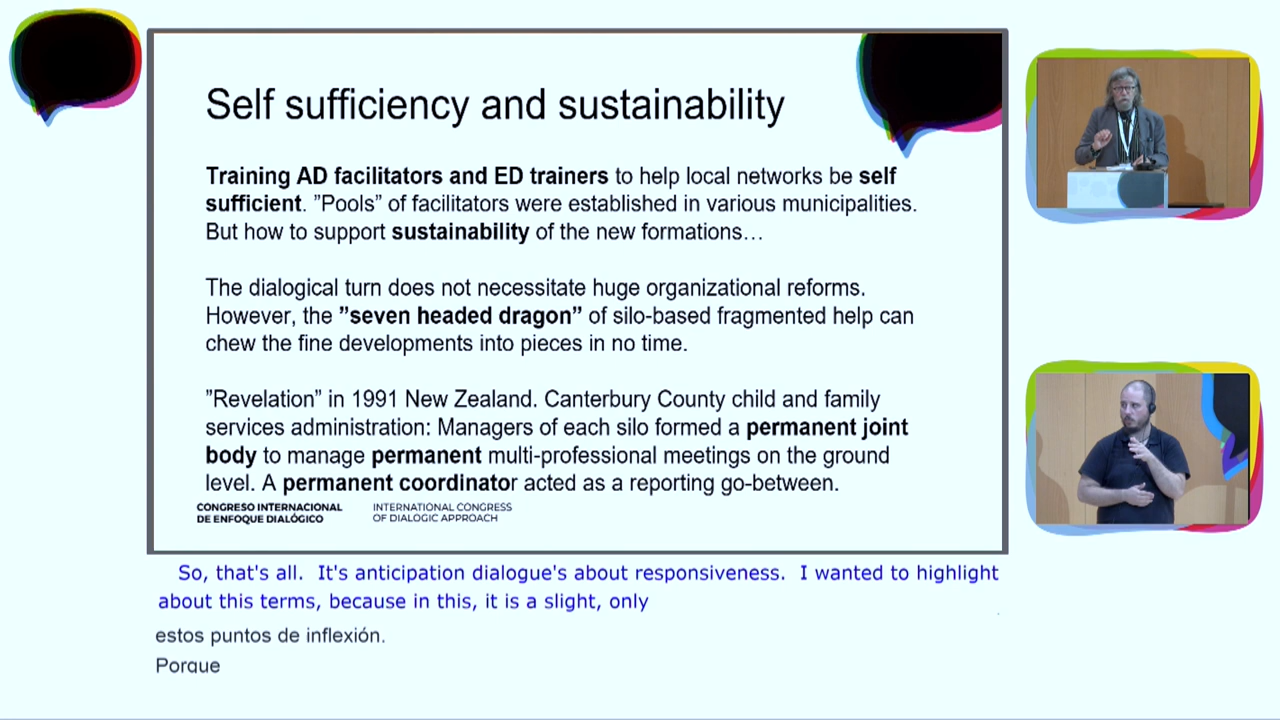 Self sufficiency and sustainability
Training AD facilitators and ED trainers to help local networks be self
sufficient. ”Pools” of facilitators were established in various municipalities.
But how to support sustainability of the new formations…
The dialogical turn does not necessitate huge organizational reforms.
However, the ”seven headed dragon” of silo-based fragmented help can
chew the fine developments into pieces in no time.
”Revelation” in 1991 New Zealand. Canterbury County child and family
services administration: Managers of each silo formed a permanent joint
body to manage permanent multi-professional meetings on the ground
level. A permanent coordinator acted as a reporting go-between.
CONGRESO INTERNACIONAL
DE ENFOQUE DIALÓGICO
INTERNATIONAL CONGRESS
OF DIALOGIC APPROACH
So, that's all. It's anticipation dialogue's about responsiveness. I wanted to highlight
about this terms, because in this, it is a slight, only
estos puntos de inflexión.
Porque